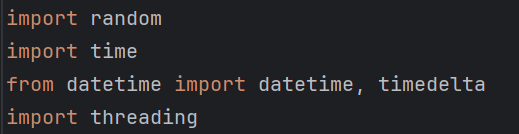 import random
import time
from datetime import datetime, timedelta
import threading